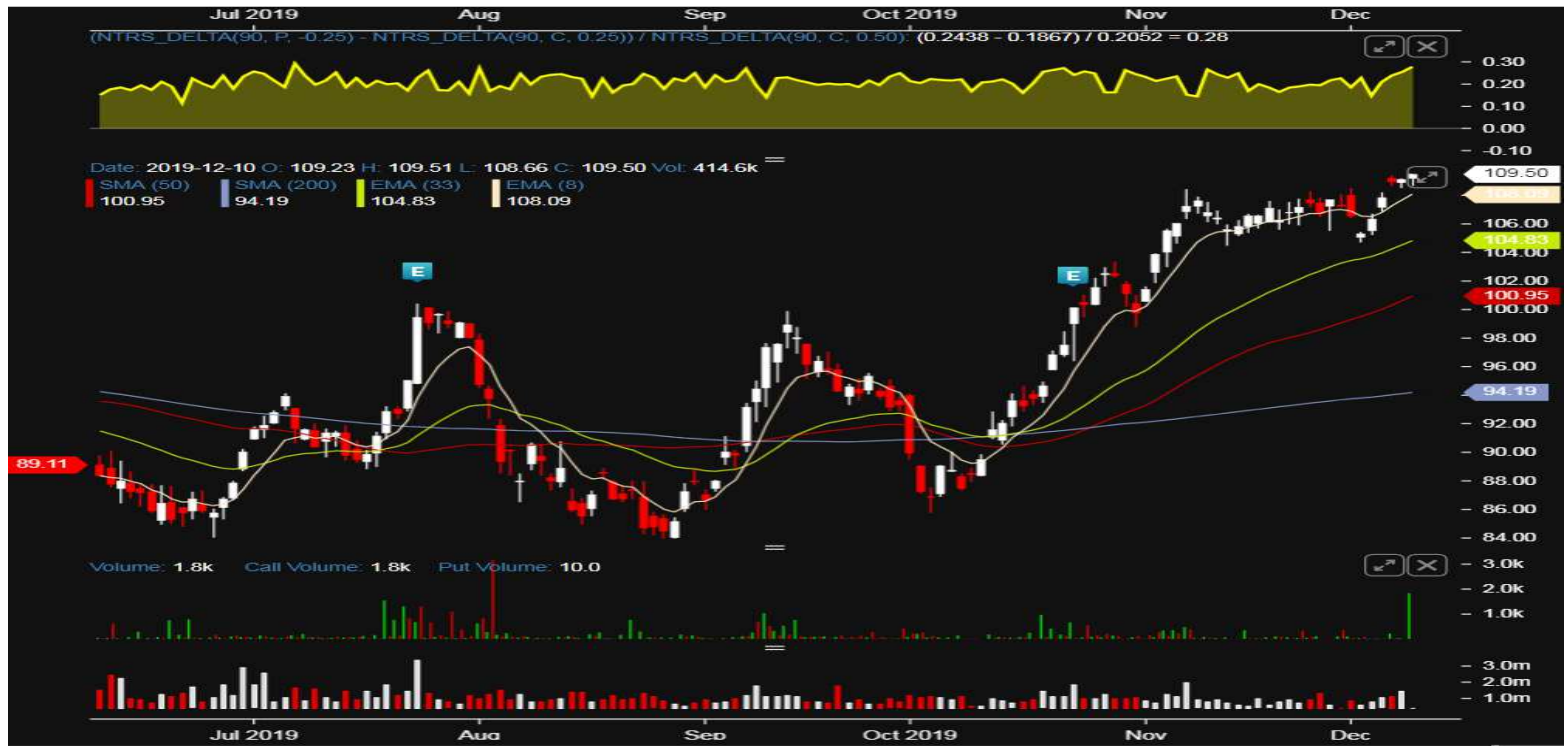 Jul 2019 Aug Sep Oct 2019 Nov Dec
(NTRS_DELTA(90, P, -0.25) - NTRS_DELTA(90, C, 0.25)) / NTRS_DELTA(90, C, 0.50): (0.2438 - 0.1867) / 0.2052 = 0.28
0.30
0.20
0.10
0.00
-0.10
Date: 2019-12-10 O: 109.23 H: 109.51 L: 108.66 C: 109.50 Vol: 414.6k
SMA (50) SMA (200) EMA (33) EMA (8)
100.95 94.19 104.83 108.09
109.50
108.09
106.00
104.83
104.00
102.00
100.95
100.00
98.00
96.00
94.19
92.00
90.00
88.00
86.00
84.00
E
E
89.11
Volume: 1.8k Call Volume: 1.8k Put Volume: 10.0
3.0k
2.0k
1.0k
3.0m
2.0m
1.0m
Jul 2019 Aug Sep Oct 2019 Nov Dec